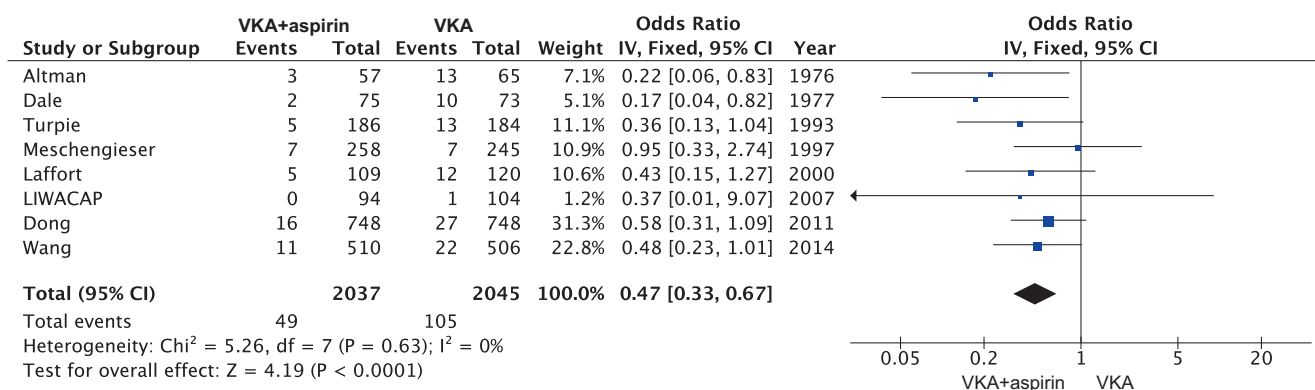 VKA+aspirin VKA Odds Ratio Odds Ratio
Study or Subgroup Events Total Events Total Weight IV, Fixed, 95% CI Year IV, Fixed, 95% CI
Altman 3 57 13 65 7.1% 0.22 [0.06, 0.83] 1976
Dale 2 75 10 73 5.1% 0.17 [0.04, 0.82] 1977
Turpie 5 186 13 184 11.1% 0.36 [0.13, 1.04] 1993
Meschengieser 7 258 7 245 10.9% 0.95 [0.33, 2.74] 1997
Laffort 5 109 12 120 10.6% 0.43 [0.15, 1.27] 2000
LIWACAP 0 94 1 104 1.2% 0.37 [0.01, 9.07] 2007
Dong 16 748 27 748 31.3% 0.58 [0.31, 1.09] 2011
Wang 11 510 22 506 22.8% 0.48 [0.23, 1.01] 2014
Total (95% CI) 2037 2045 100.0% 0.47 [0.33, 0.67]
Total events 49 105
Heterogeneity: Chi² = 5.26, df = 7 (P = 0.63); I² = 0%
Test for overall effect: Z = 4.19 (P < 0.0001)
0.05 0.2 1 5 20
VKA+aspirin VKA